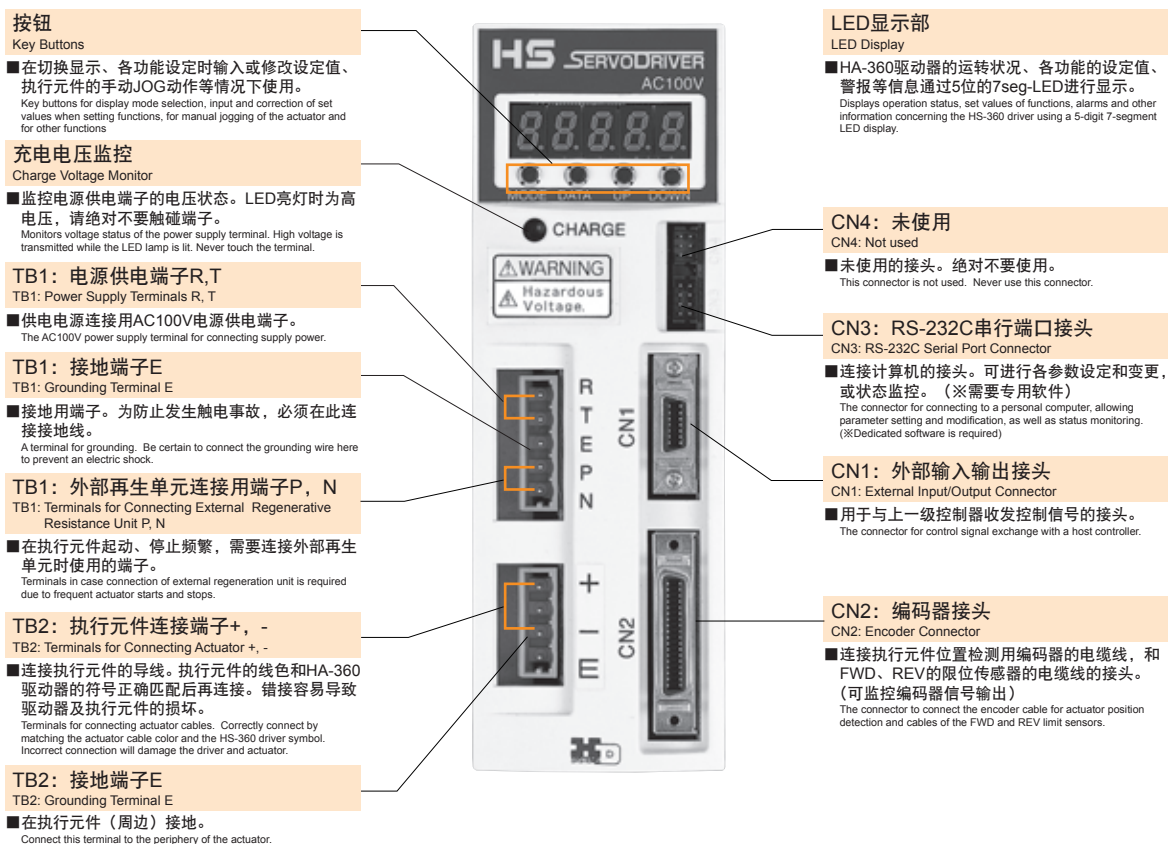 按钮
Key Buttons
■在切换显示、各功能设定时输入或修改设定值、
执行元件的手动JOG动作等情况下使用。
Key buttons for display mode selection, input and correction of set
values when setting functions, for manual jogging of the actuator and
for other functions
充电电压监控
Charge Voltage Monitor
■监控电源供电端子的电压状态。LED亮灯时为高
电压，请绝对不要触碰端子。
Monitors voltage status of the power supply terminal. High voltage is
transmitted while the LED lamp is lit. Never touch the terminal.
TB1：电源供电端子R,T
TB1: Power Supply Terminals R, T
■供电电源连接用AC100V电源供电端子。
The AC100V power supply terminal for connecting supply power.
TB1：接地端子E
TB1: Grounding Terminal E
■接地用端子。为防止发生触电事故，必须在此连
接接地线。
A terminal for grounding. Be certain to connect the grounding wire here
to prevent an electric shock.
TB1：外部再生单元连接用端子P，N
TB1: Terminals for Connecting External Regenerative
Resistance Unit P, N
■在执行元件起动、停止频繁，需要连接外部再生
单元时使用的端子。
Terminals in case connection of external regeneration unit is required
due to frequent actuator starts and stops.
TB2：执行元件连接端子+，-
TB2: Terminals for Connecting Actuator +, -
■连接执行元件的导线。执行元件的线色和HA-360
驱动器的符号正确匹配后再连接。错接容易导致
驱动器及执行元件的损坏。
Terminals for connecting actuator cables. Correctly connect by
matching the actuator cable color and the HS-360 driver symbol.
Incorrect connection will damage the driver and actuator.
TB2：接地端子E
TB2: Grounding Terminal E
■在执行元件（周边）接地。
Connect this terminal to the periphery of the actuator.
HS SERVODRIVER
AC100V
88888
MODE DATA UP DOWN
CHARGE
WARNING
Hazardous
Voltage.
R
T
E
P
N
CN1
+
−
E
CN2
D
LED显示部
LED Display
■HA-360驱动器的运转状况、各功能的设定值、
警报等信息通过5位的7seg-LED进行显示。
Displays operation status, set values of functions, alarms and other
information concerning the HS-360 driver using a 5-digit 7-segment
LED display.
CN4：未使用
CN4: Not used
■未使用的接头。绝对不要使用。
This connector is not used. Never use this connector.
CN3：RS-232C串行端口接头
CN3: RS-232C Serial Port Connector
■连接计算机的接头。可进行各参数设定和变更，
或状态监控。（※需要专用软件）
The connector for connecting to a personal computer, allowing
parameter setting and modification, as well as status monitoring.
(※Dedicated software is required)
CN1：外部输入输出接头
CN1: External Input/Output Connector
■用于与上一级控制器收发控制信号的接头。
The connector for control signal exchange with a host controller.
CN2：编码器接头
CN2: Encoder Connector
■连接执行元件位置检测用编码器的电缆线，和
FWD、REV的限位传感器的电缆线的接头。
（可监控编码器信号输出）
The connector to connect the encoder cable for actuator position
detection and cables of the FWD and REV limit sensors.